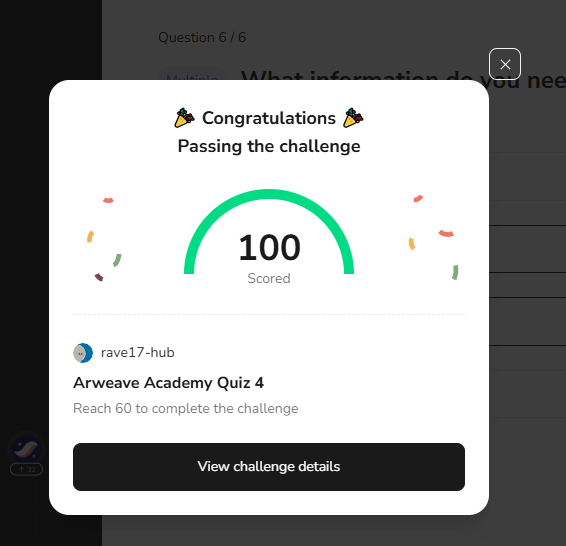 Question 6 / 6
Multiple
What information do you nee
Congratulations
Passing the challenge
100
Scored
rave17-hub
Arweave Academy Quiz 4
Reach 60 to complete the challenge
View challenge details
32